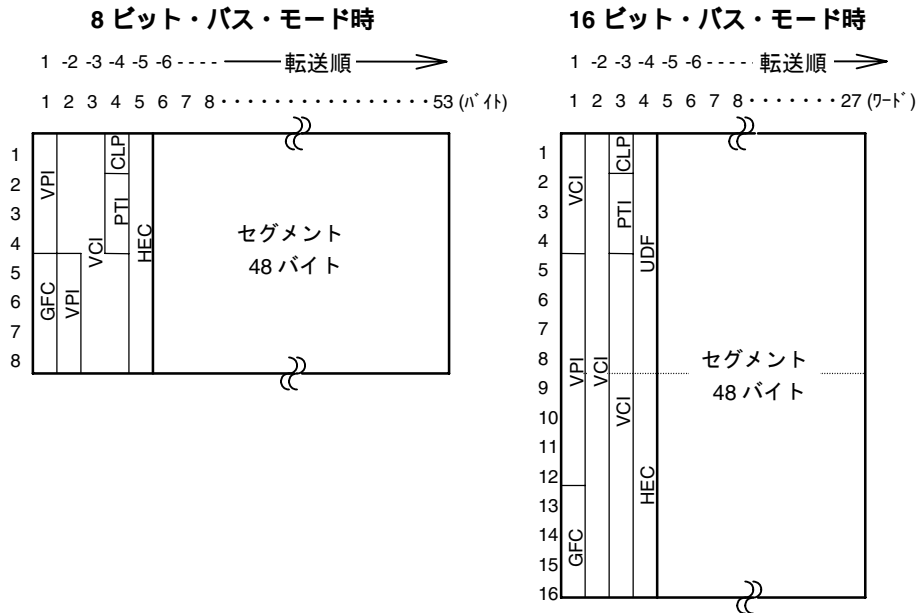 8 ビット・バス・モード時
1 -2 -3 -4 -5 -6 - - - - 転送順
1 2 3 4 5 6 7 8 ・・・・・・・・・・・・・・・・ 53 (バイト)
1
2
3
4
5
6
7
8
VPI
GFC
VPI
VCI
CLP
PTI
HEC
セグメント
48 バイト
16 ビット・バス・モード時
1 -2 -3 -4 -5 -6 - - - - 転送順
1 2 3 4 5 6 7 8 ・・・・・・・ 27 (ワード)
1
2
3
4
5
6
7
8
9
10
11
12
13
14
15
16
VCI
VPI
GFC
VCI
CLP
PTI
VCI
UDF
HEC
セグメント
48 バイト